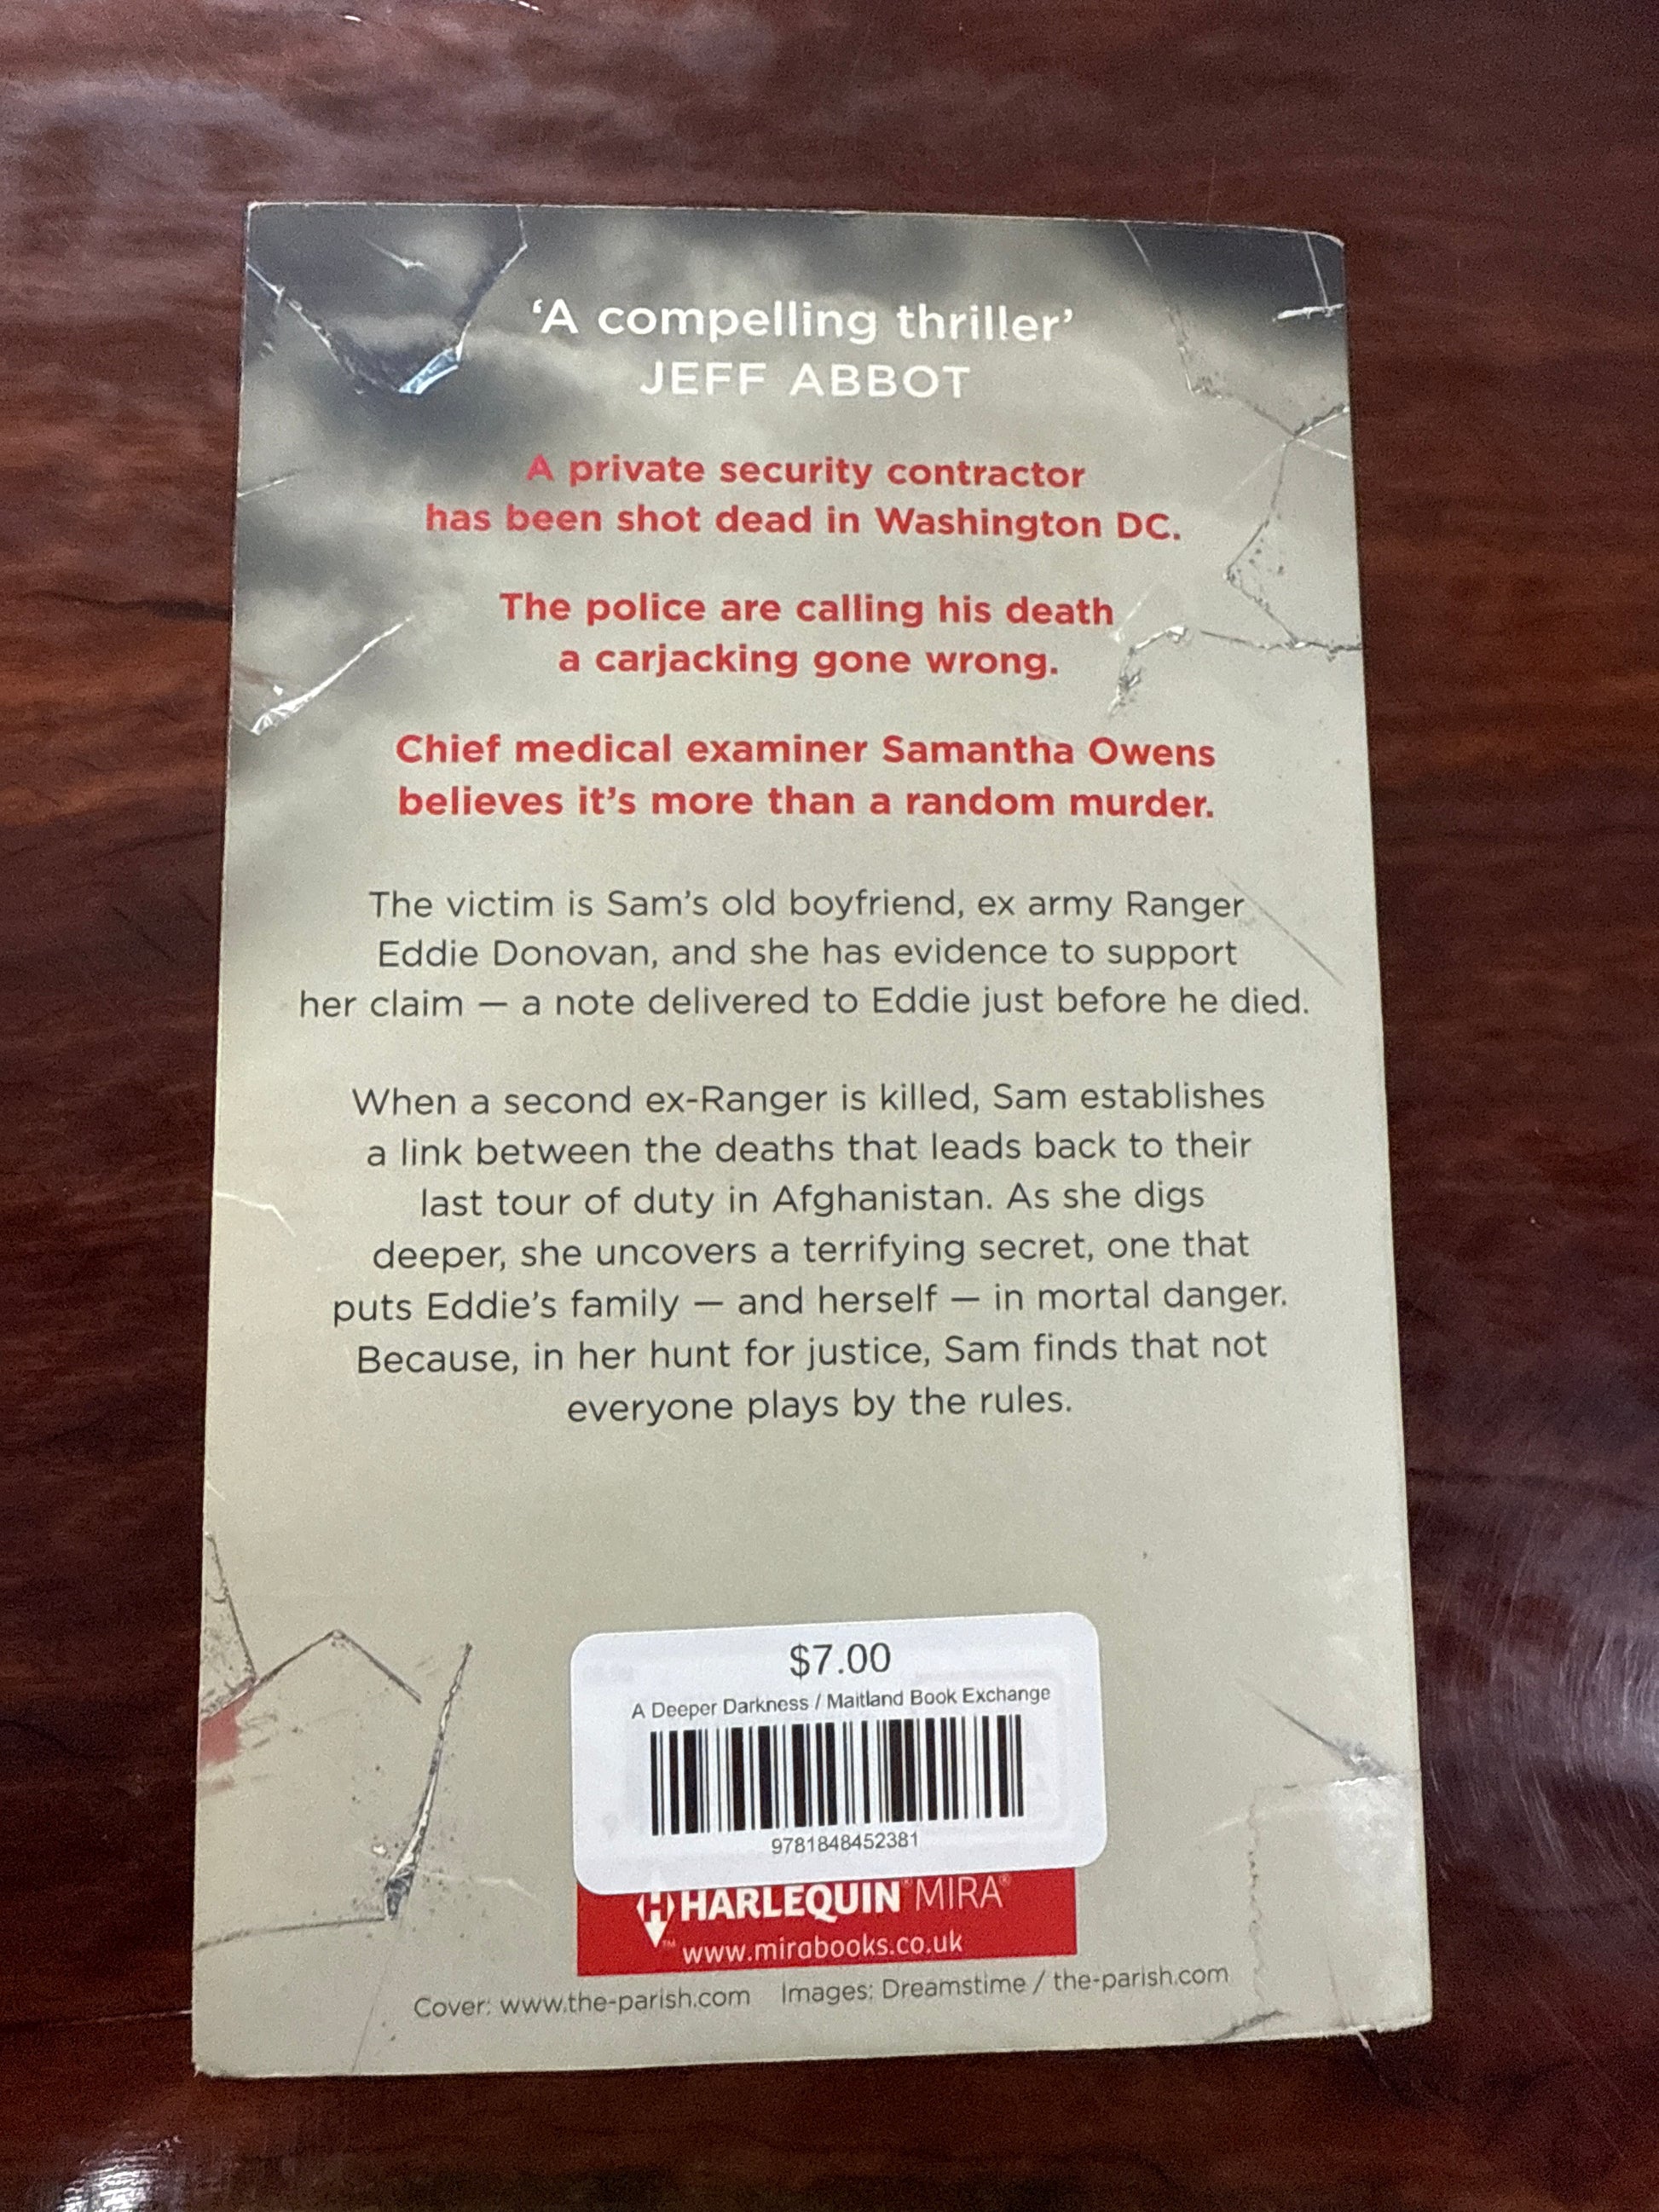 ‘A compelling thriller’
JEFF ABBOT
A private security contractor
has been shot dead in Washington DC.
The police are calling his death
a carjacking gone wrong.
Chief medical examiner Samantha Owens
believes it’s more than a random murder.
The victim is Sam’s old boyfriend, ex army Ranger
Eddie Donovan, and she has evidence to support
her claim — a note delivered to Eddie just before he died.
When a second ex-Ranger is killed, Sam establishes
a link between the deaths that leads back to their
last tour of duty in Afghanistan. As she digs
deeper, she uncovers a terrifying secret, one that
puts Eddie’s family — and herself — in mortal danger.
Because, in her hunt for justice, Sam finds that not
everyone plays by the rules.
$7.00
A Deeper Darkness / Maitland Book Exchange
9781848452381
H HARLEQUIN® MIRA®
™ www.mirabooks.co.uk
Cover: www.the-parish.com Images: Dreamstime / the-parish.com